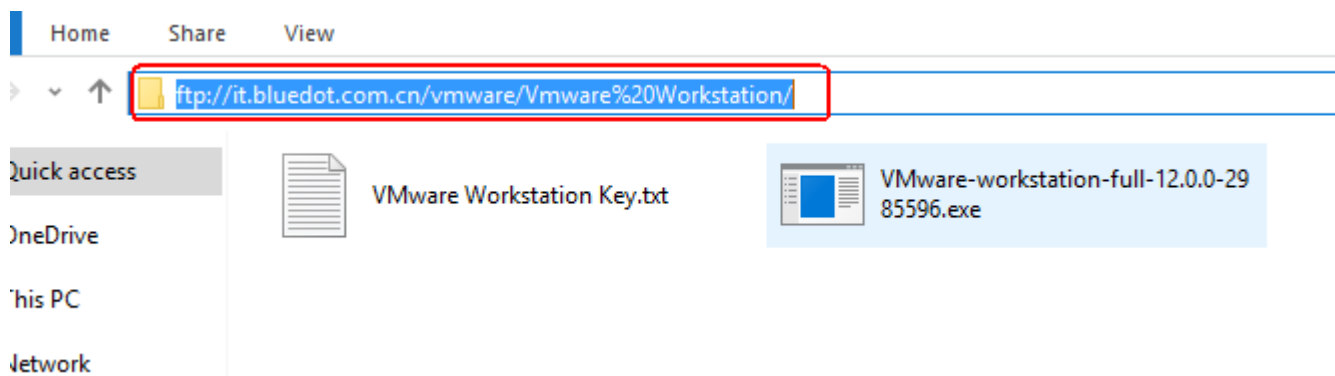 Home Share View
ftp://it.bluedot.com.cn/vmware/Vmware%20Workstation/
Quick access
VMware Workstation Key.txt
VMware-workstation-full-12.0.0-29
85596.exe
OneDrive
This PC
Network